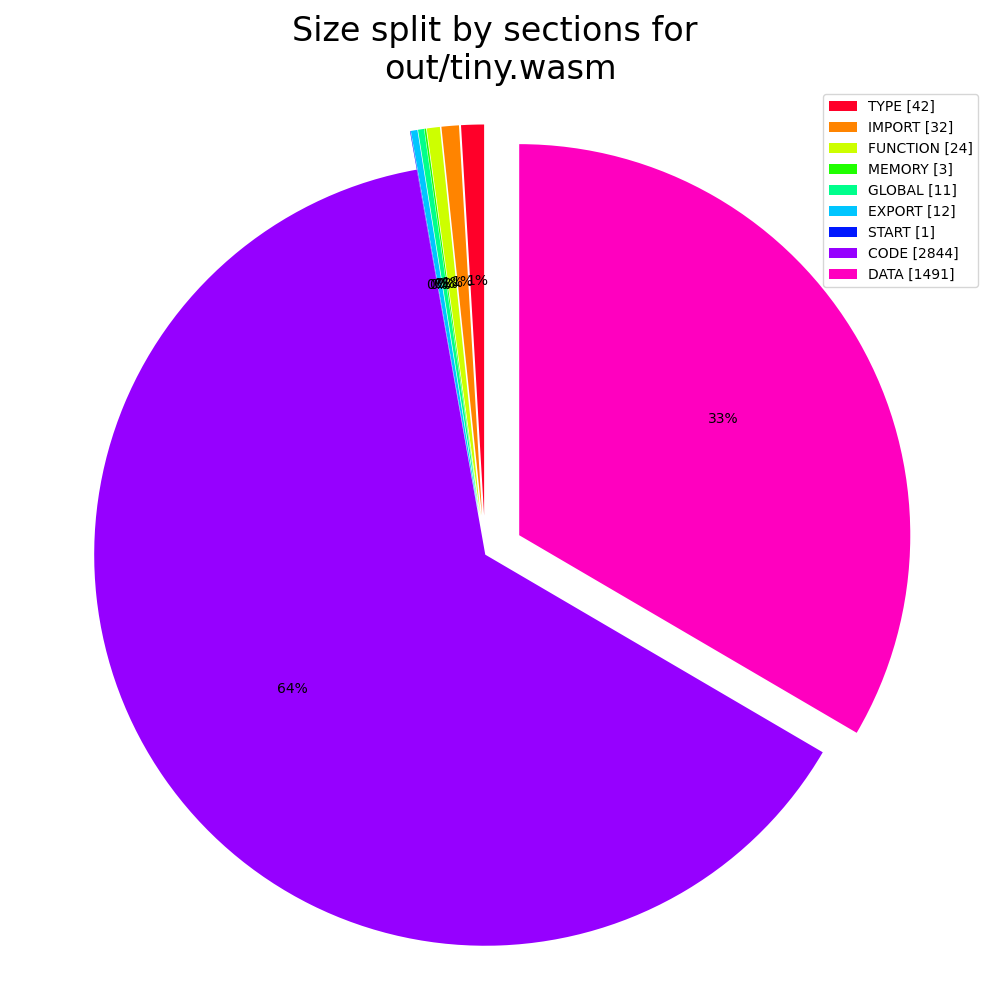 Size split by sections for
out/tiny.wasm
TYPE [42]
IMPORT [32]
FUNCTION [24]
MEMORY [3]
GLOBAL [11]
EXPORT [12]
START [1]
CODE [2844]
DATA [1491]
1%
33%
64%